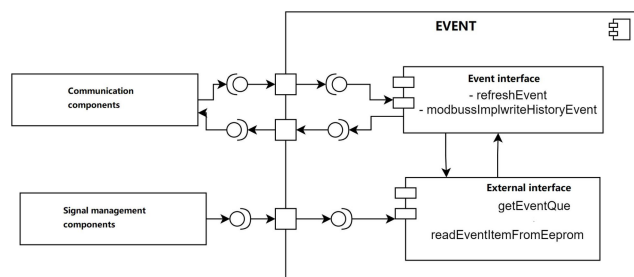 EVENT
Communication
components
Event interface
- refreshEvent
- modbussImplwriteHistoryEvent
Signal management
components
External interface
getEventQue
readEventItemFromEeprom